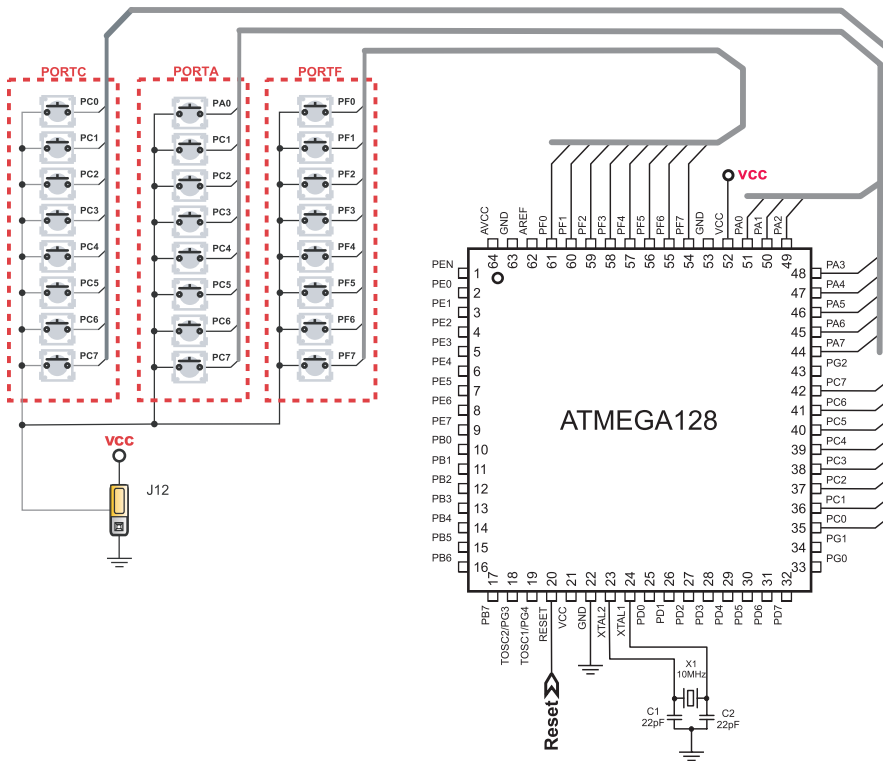 PORTC
PORTA
PORTF
PC0
PC1
PC2
PC3
PC4
PC5
PC6
PC7
PA0
PC1
PC2
PC3
PC4
PC5
PC6
PC7
PF0
PF1
PF2
PF3
PF4
PF5
PF6
PF7
VCC
J12
VCC
AVCC
GND
AREF
PF0
PF1
PF2
PF3
PF4
PF5
PF6
PF7
GND
VCC
PA0
PA1
PA2
64
63
62
61
60
59
58
57
56
55
54
53
52
51
50
49
PEN
PE0
PE1
PE2
PE3
PE4
PE5
PE6
PE7
PB0
PB1
PB2
PB3
PB4
PB5
PB6
1
2
3
4
5
6
7
8
9
10
11
12
13
14
15
16
ATMEGA128
48
47
46
45
44
43
42
41
40
39
38
37
36
35
34
33
PA3
PA4
PA5
PA6
PA7
PG2
PC7
PC6
PC5
PC4
PC3
PC2
PC1
PC0
PG1
PG0
17
18
19
20
21
22
23
24
25
26
27
28
29
30
31
32
PB7
TOSC2/PG3
TOSC1/PG4
RESET
VCC
GND
XTAL2
XTAL1
PD0
PD1
PD2
PD3
PD4
PD5
PD6
PD7
Reset
X1
10MHz
C1
22pF
C2
22pF